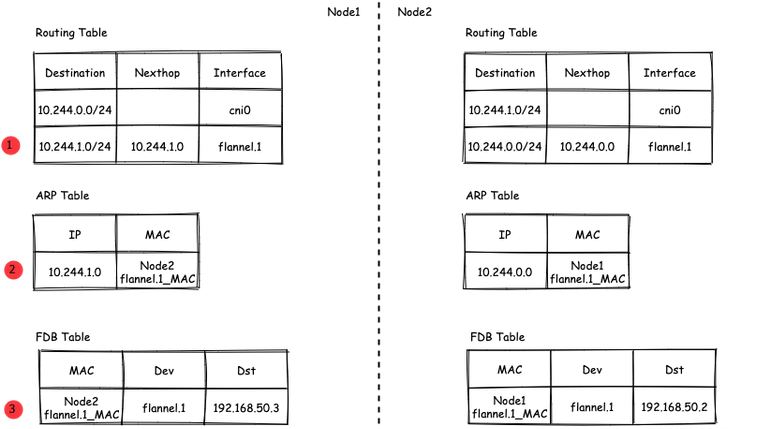 Node1
Node2
Routing Table
Destination Nexthop Interface
10.244.0.0/24 cni0
1 10.244.1.0/24 10.244.1.0 flannel.1
ARP Table
IP MAC
2 10.244.1.0 Node2
flannel.1_MAC
FDB Table
MAC Dev Dst
3 Node2
flannel.1_MAC flannel.1 192.168.50.3
Routing Table
Destination Nexthop Interface
10.244.1.0/24 cni0
10.244.0.0/24 10.244.0.0 flannel.1
ARP Table
IP MAC
10.244.0.0 Node1
flannel.1_MAC
FDB Table
MAC Dev Dst
Node1
flannel.1_MAC flannel.1 192.168.50.2